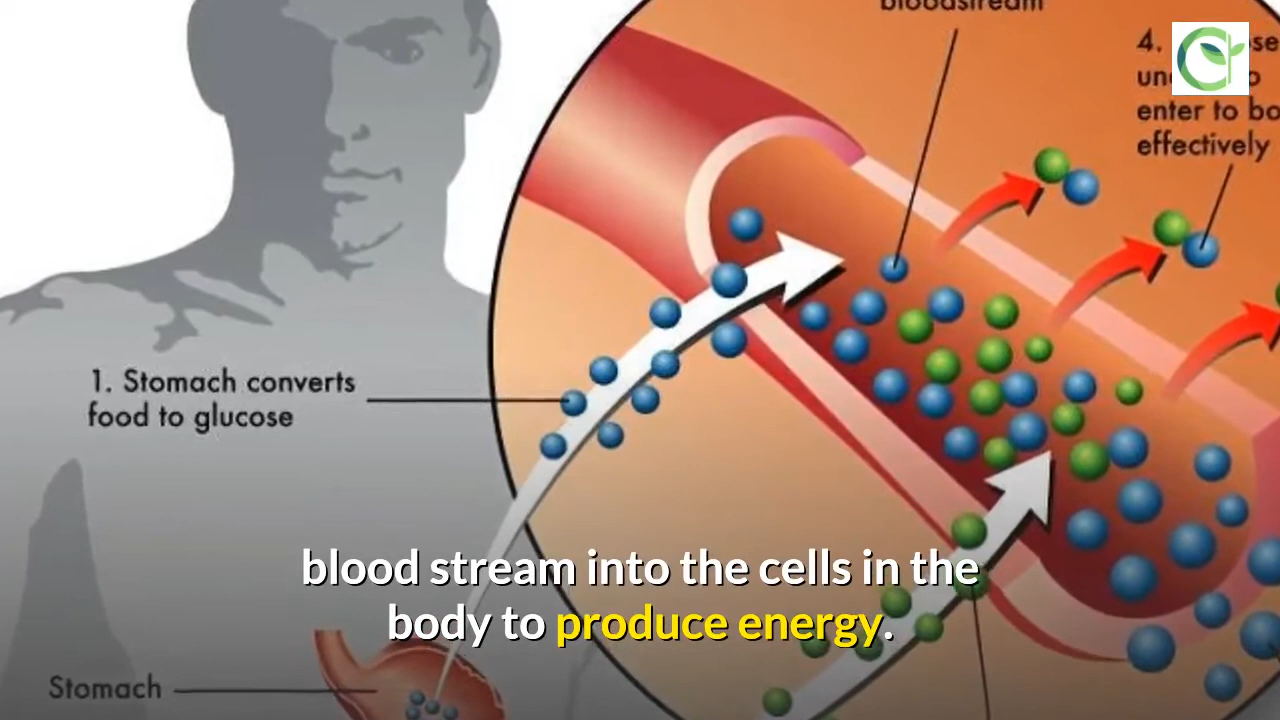 bloodstream
4.
enter to
effectively
1. Stomach converts
food to glucose
blood stream into the cells in the
body to produce energy.
Stomach